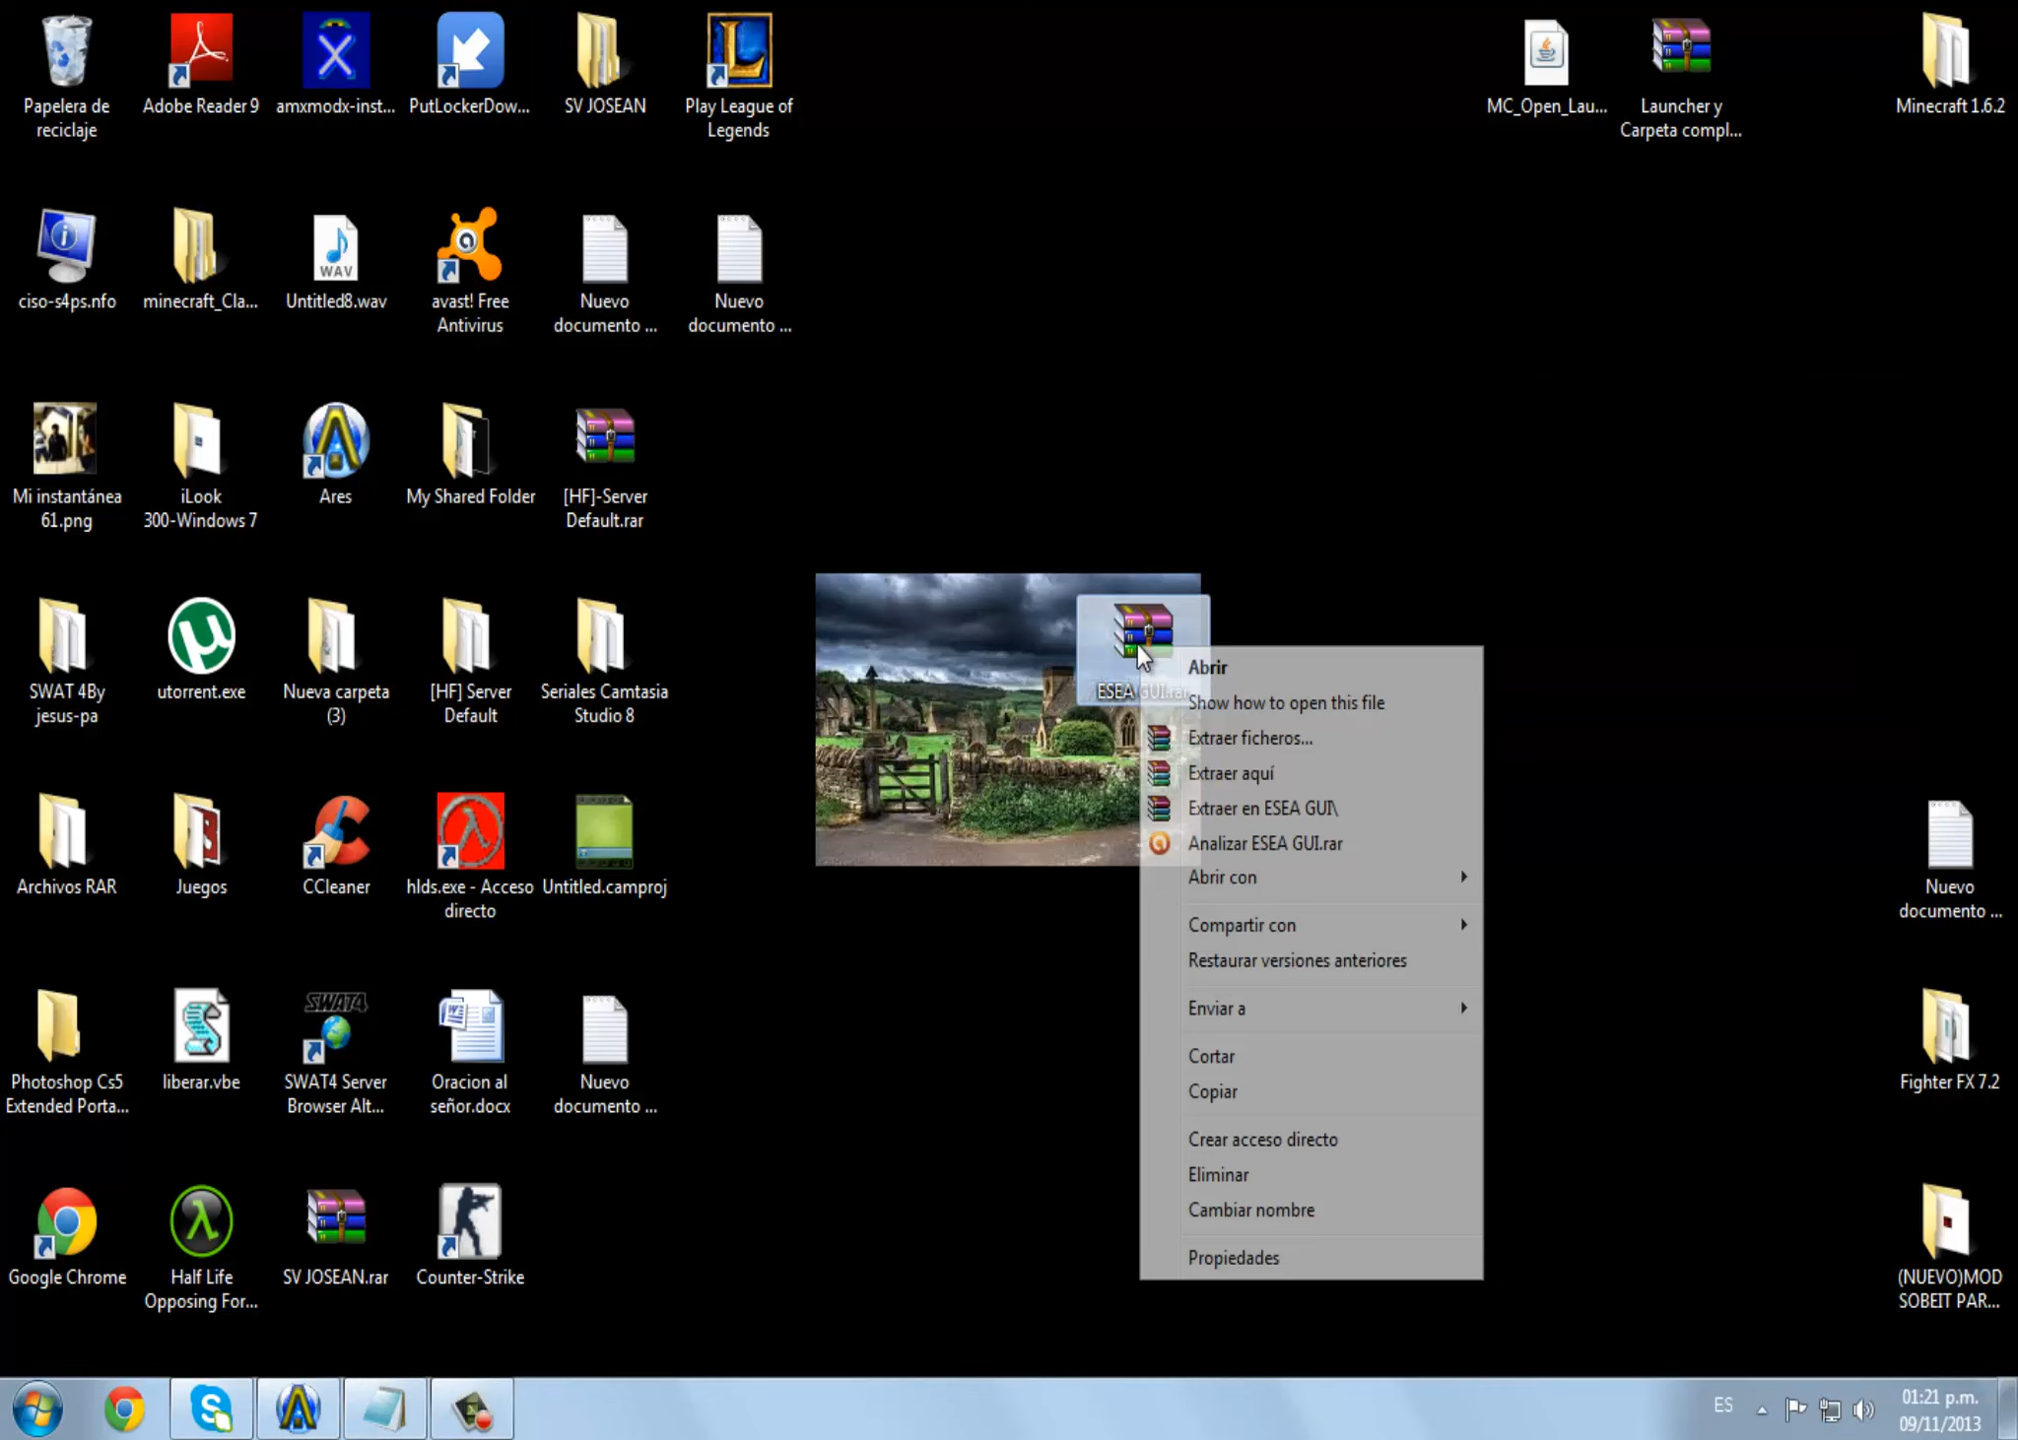 Papelera de
reciclaje
Adobe Reader 9
amxmodx-inst...
PutLockerDow...
SV JOSEAN
Play League of
Legends
MC_Open_Lau...
Launcher y
Carpeta compl...
Minecraft 1.6.2
ciso-s4ps.nfo
minecraft_Cla...
WAV
Untitled8.wav
avast! Free
Antivirus
Nuevo
documento ...
Nuevo
documento ...
Mi instantánea
61.png
iLook
300-Windows 7
Ares
My Shared Folder
[HF]-Server
Default.rar
SWAT 4By
jesus-pa
utorrent.exe
Nueva carpeta
(3)
[HF] Server
Default
Seriales Camtasia
Studio 8
ESEA GUI.rar
Abrir
Show how to open this file
Extraer ficheros...
Extraer aquí
Extraer en ESEA GUI\
Analizar ESEA GUI.rar
Abrir con
Compartir con
Restaurar versiones anteriores
Enviar a
Cortar
Copiar
Crear acceso directo
Eliminar
Cambiar nombre
Propiedades
Archivos RAR
Juegos
CCleaner
hlds.exe - Acceso
directo
Untitled.camproj
Nuevo
documento ...
Photoshop Cs5
Extended Porta...
liberar.vbe
SWAT4
SWAT4 Server
Browser Alt...
Oracion al
señor.docx
Nuevo
documento ...
Fighter FX 7.2
Google Chrome
Half Life
Opposing For...
SV JOSEAN.rar
Counter-Strike
(NUEVO)MOD
SOBEIT PAR...
ES
01:21 p.m.
09/11/2013